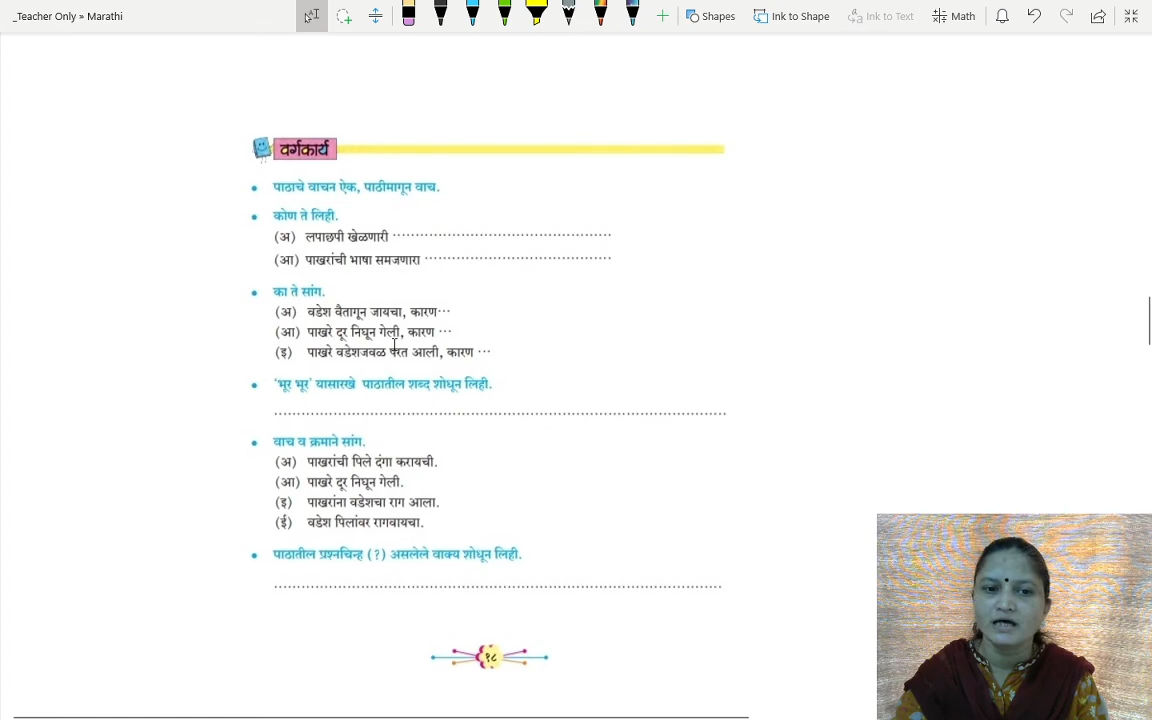 _Teacher Only » Marathi
Shapes
Ink to Shape
Ink to Text
Math
वर्गकार्य
• पाठाचे वाचन ऐक, पाठीमागून वाच.
• कोण ते लिही.
(अ) लपाछपी खेळणारी ................................................
(आ) पाखरांची भाषा समजणारा .........................................
• का ते सांग.
(अ) वडेश वैतागून जायचा, कारण...
(आ) पाखरे दूर निघून गेली, कारण ...
(इ) पाखरे वडेशजवळ परत आली, कारण ...
• 'भूर भूर' यासारखे पाठातील शब्द शोधून लिही.
....................................................................................................
• वाच व क्रमाने सांग.
(अ) पाखरांची पिले दंगा करायची.
(आ) पाखरे दूर निघून गेली.
(इ) पाखरांना वडेशचा राग आला.
(ई) वडेश पिलांवर रागवायचा.
• पाठातील प्रश्नचिन्ह (?) असलेले वाक्य शोधून लिही.
...................................................................................................
१८